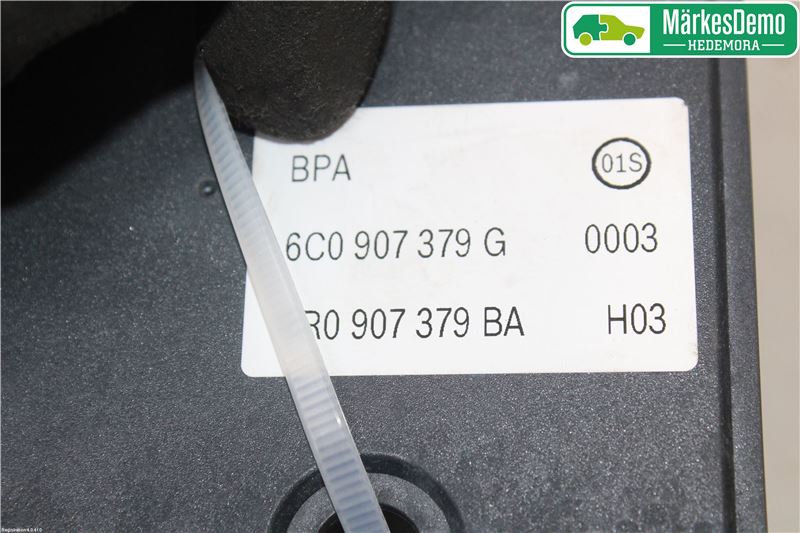 MärkesDemo
HEDEMORA
BPA 01S
6C0 907 379 G 0003
R0 907 379 BA H03